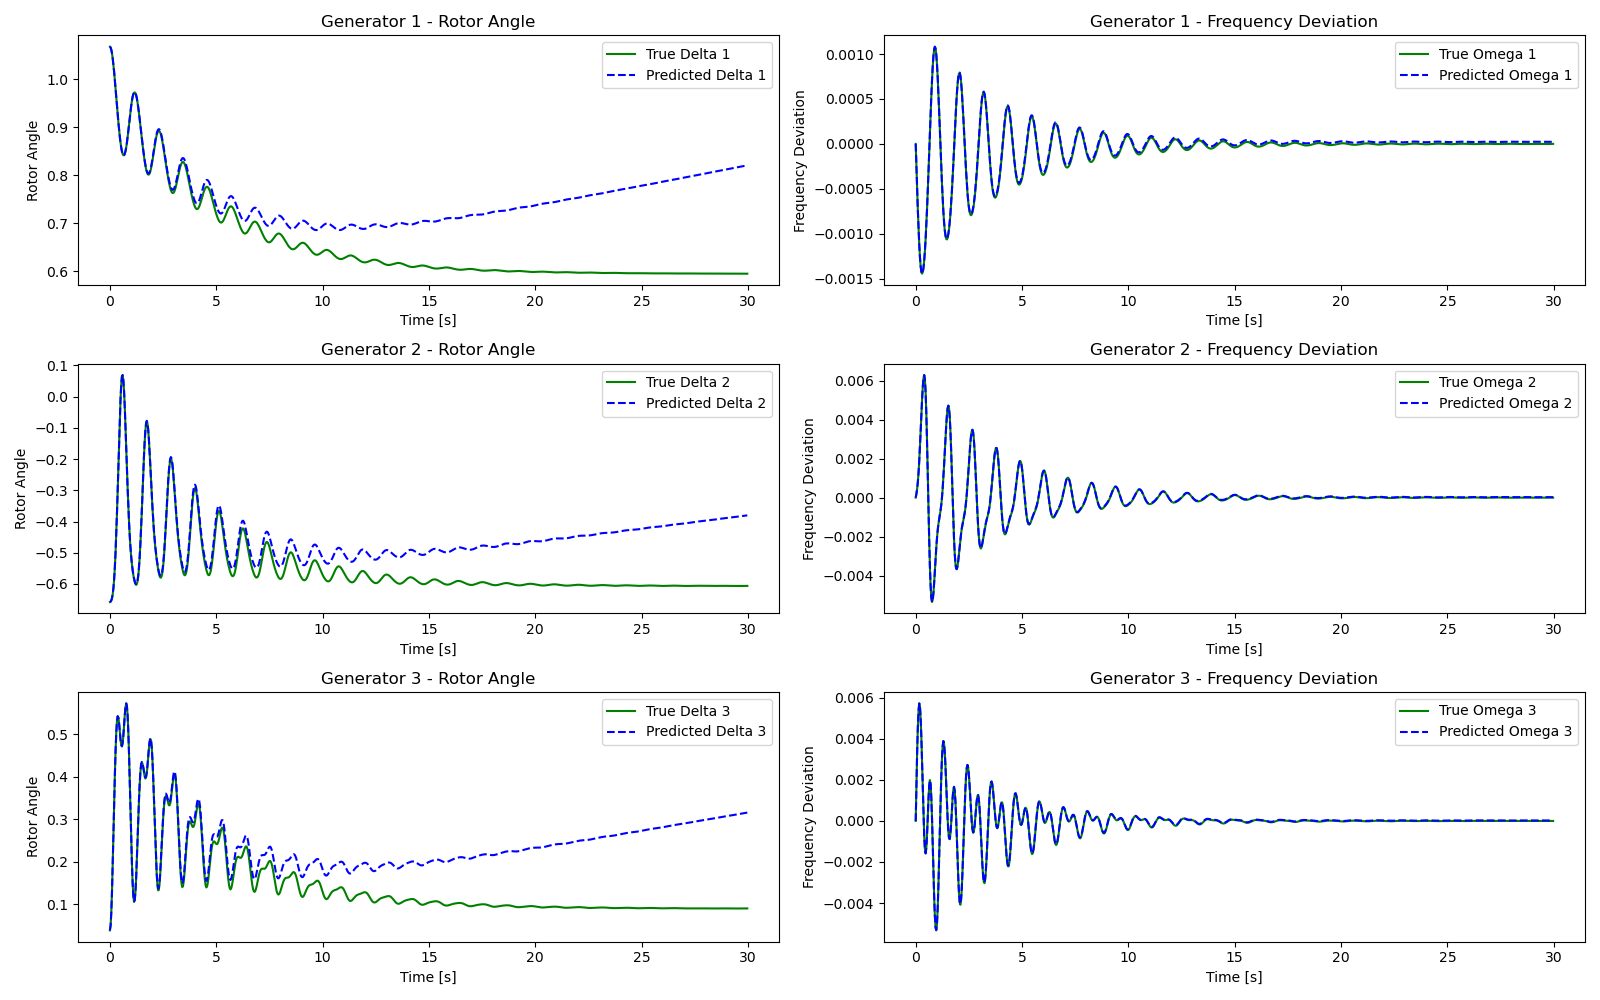 Generator 1 - Rotor Angle
Rotor Angle
1.0
0.9
0.8
0.7
0.6
True Delta 1
Predicted Delta 1
0 5 10 15 20 25 30
Time [s]
Generator 1 - Frequency Deviation
Frequency Deviation
0.0010
0.0005
0.0000
−0.0005
−0.0010
−0.0015
True Omega 1
Predicted Omega 1
0 5 10 15 20 25 30
Time [s]
Generator 2 - Rotor Angle
Rotor Angle
0.1
0.0
−0.1
−0.2
−0.3
−0.4
−0.5
−0.6
True Delta 2
Predicted Delta 2
0 5 10 15 20 25 30
Time [s]
Generator 2 - Frequency Deviation
Frequency Deviation
0.006
0.004
0.002
0.000
−0.002
−0.004
True Omega 2
Predicted Omega 2
0 5 10 15 20 25 30
Time [s]
Generator 3 - Rotor Angle
Rotor Angle
0.5
0.4
0.3
0.2
0.1
True Delta 3
Predicted Delta 3
0 5 10 15 20 25 30
Time [s]
Generator 3 - Frequency Deviation
Frequency Deviation
0.006
0.004
0.002
0.000
−0.002
−0.004
True Omega 3
Predicted Omega 3
0 5 10 15 20 25 30
Time [s]